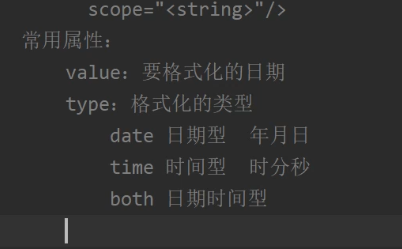 scope="<string>"/>
常用属性：
value：要格式化的日期
type：格式化的类型
date 日期型 年月日
time 时间型 时分秒
both 日期时间型